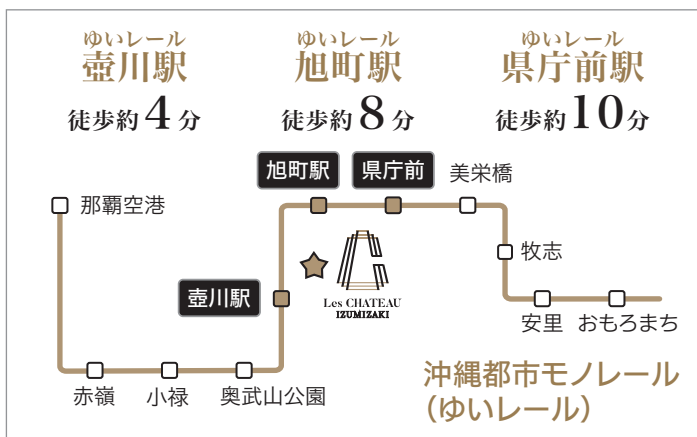 ゆいレール
壺川駅
徒歩約4分
ゆいレール
旭町駅
徒歩約8分
ゆいレール
県庁前駅
徒歩約10分
旭町駅
県庁前
美栄橋
那覇空港
牧志
壺川駅
Les CHATEAU
IZUMIZAKI
安里
おもろまち
赤嶺
小禄
奥武山公園
沖縄都市モノレール
（ゆいレール）